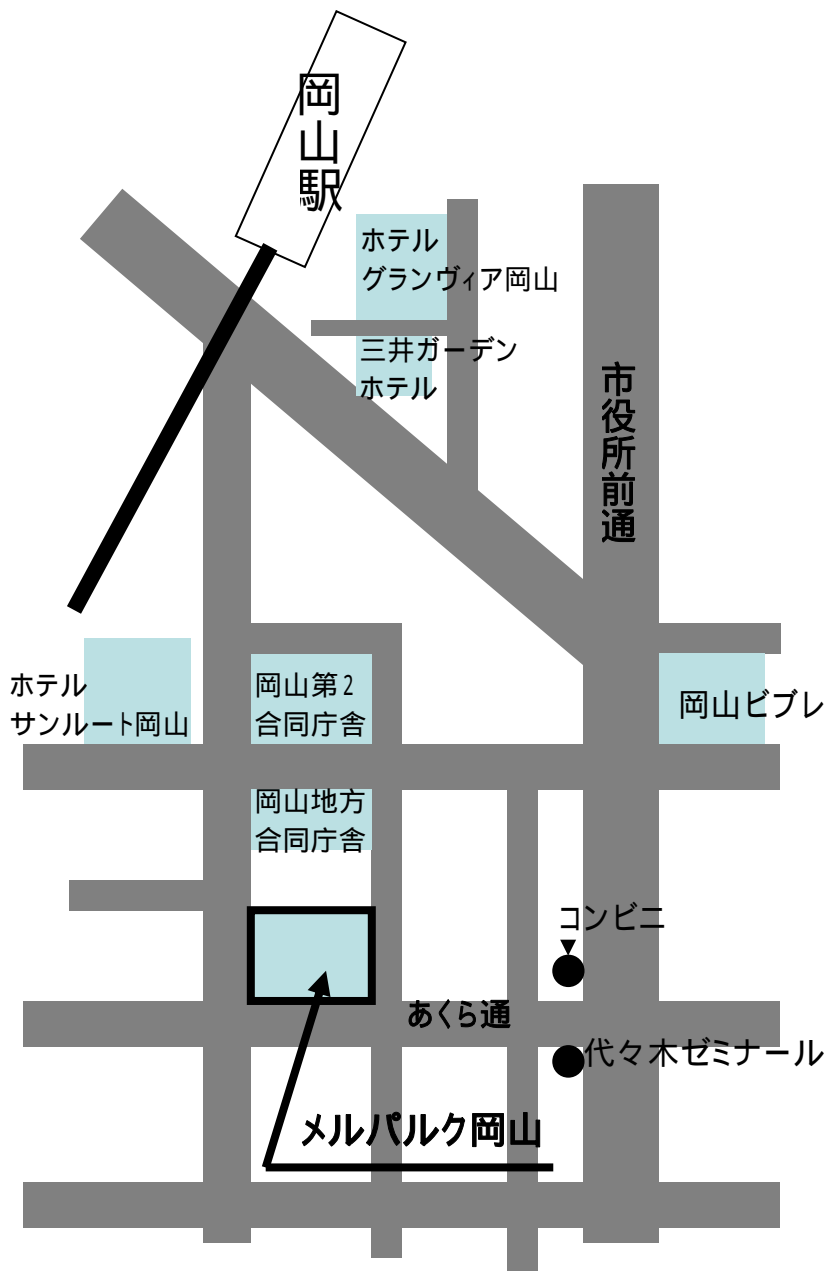 岡山駅
ホテル
グランヴィア岡山
三井ガーデン
ホテル
市役所前通
ホテル
サンルート岡山
岡山第2
合同庁舎
岡山ビブレ
岡山地方
合同庁舎
コンビニ
あくら通
代々木ゼミナール
メルパルク岡山